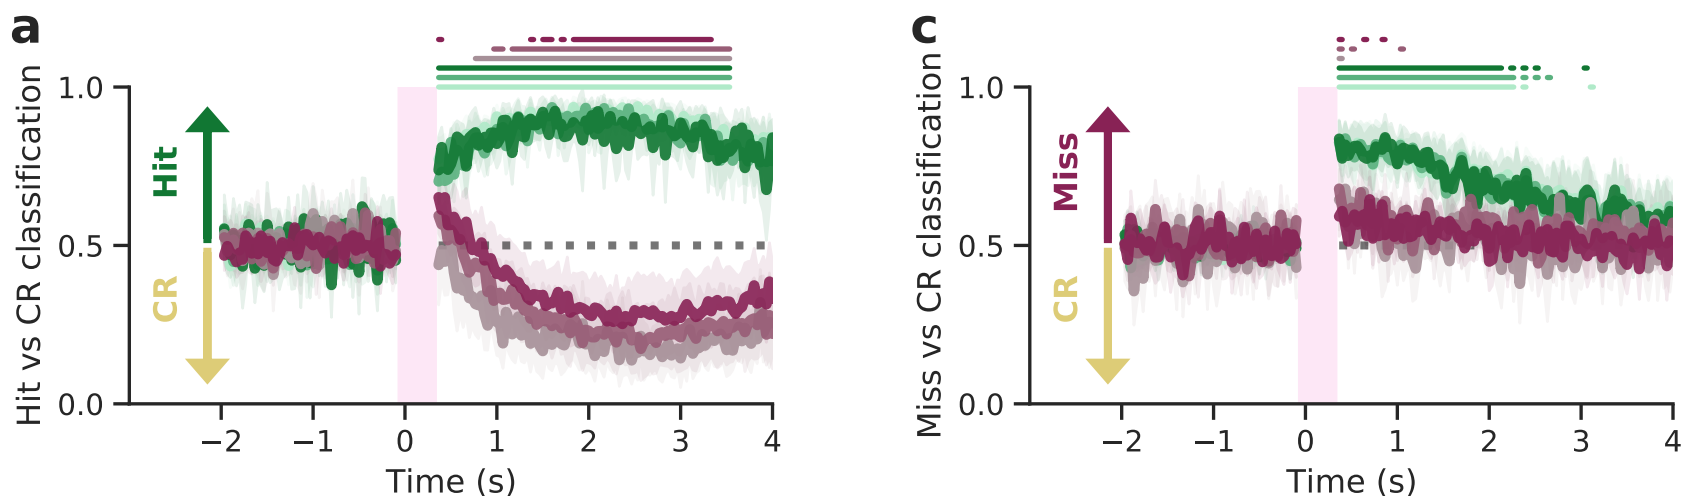 a
Hit vs CR classification
1.0
0.5
0.0
Hit
CR
−2 −1 0 1 2 3 4
Time (s)
c
Miss vs CR classification
1.0
0.5
0.0
Miss
CR
−2 −1 0 1 2 3 4
Time (s)